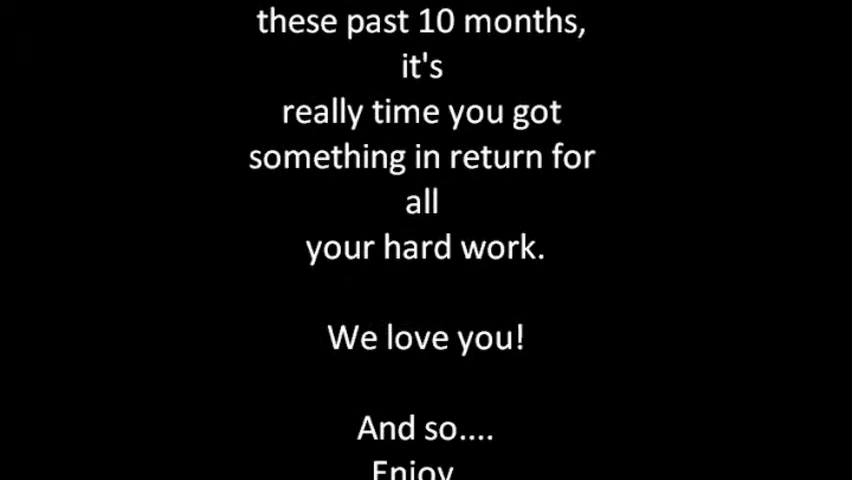 these past 10 months,
it's
really time you got
something in return for
all
your hard work.
We love you!
And so....
Enjoy